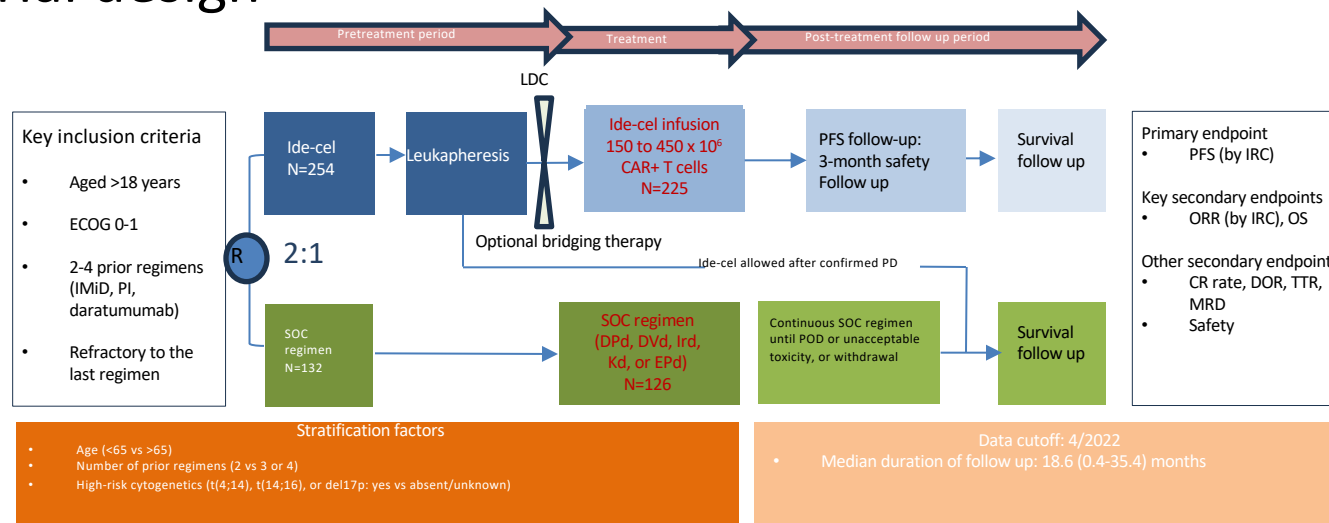 Pretreatment period
Treatment
Post-treatment follow up period
LDC
Key inclusion criteria
• Aged >18 years
• ECOG 0-1
• 2-4 prior regimens
(IMiD, PI,
daratumumab)
• Refractory to the
last regimen
R
2:1
Ide-cel
N=254
Leukapheresis
Ide-cel infusion
150 to 450 x 10⁶
CAR+ T cells
N=225
PFS follow-up:
3-month safety
Follow up
Survival
follow up
Optional bridging therapy
Ide-cel allowed after confirmed PD
SOC
regimen
N=132
SOC regimen
(DPd, DVd, Ird,
Kd, or EPd)
N=126
Continuous SOC regimen
until POD or unacceptable
toxicity, or withdrawal
Survival
follow up
Primary endpoint
• PFS (by IRC)
Key secondary endpoints
• ORR (by IRC), OS
Other secondary endpoint
• CR rate, DOR, TTR,
MRD
• Safety
Stratification factors
• Age (<65 vs >65)
• Number of prior regimens (2 vs 3 or 4)
• High-risk cytogenetics (t(4;14), t(14;16), or del17p: yes vs absent/unknown)
Data cutoff: 4/2022
• Median duration of follow up: 18.6 (0.4-35.4) months